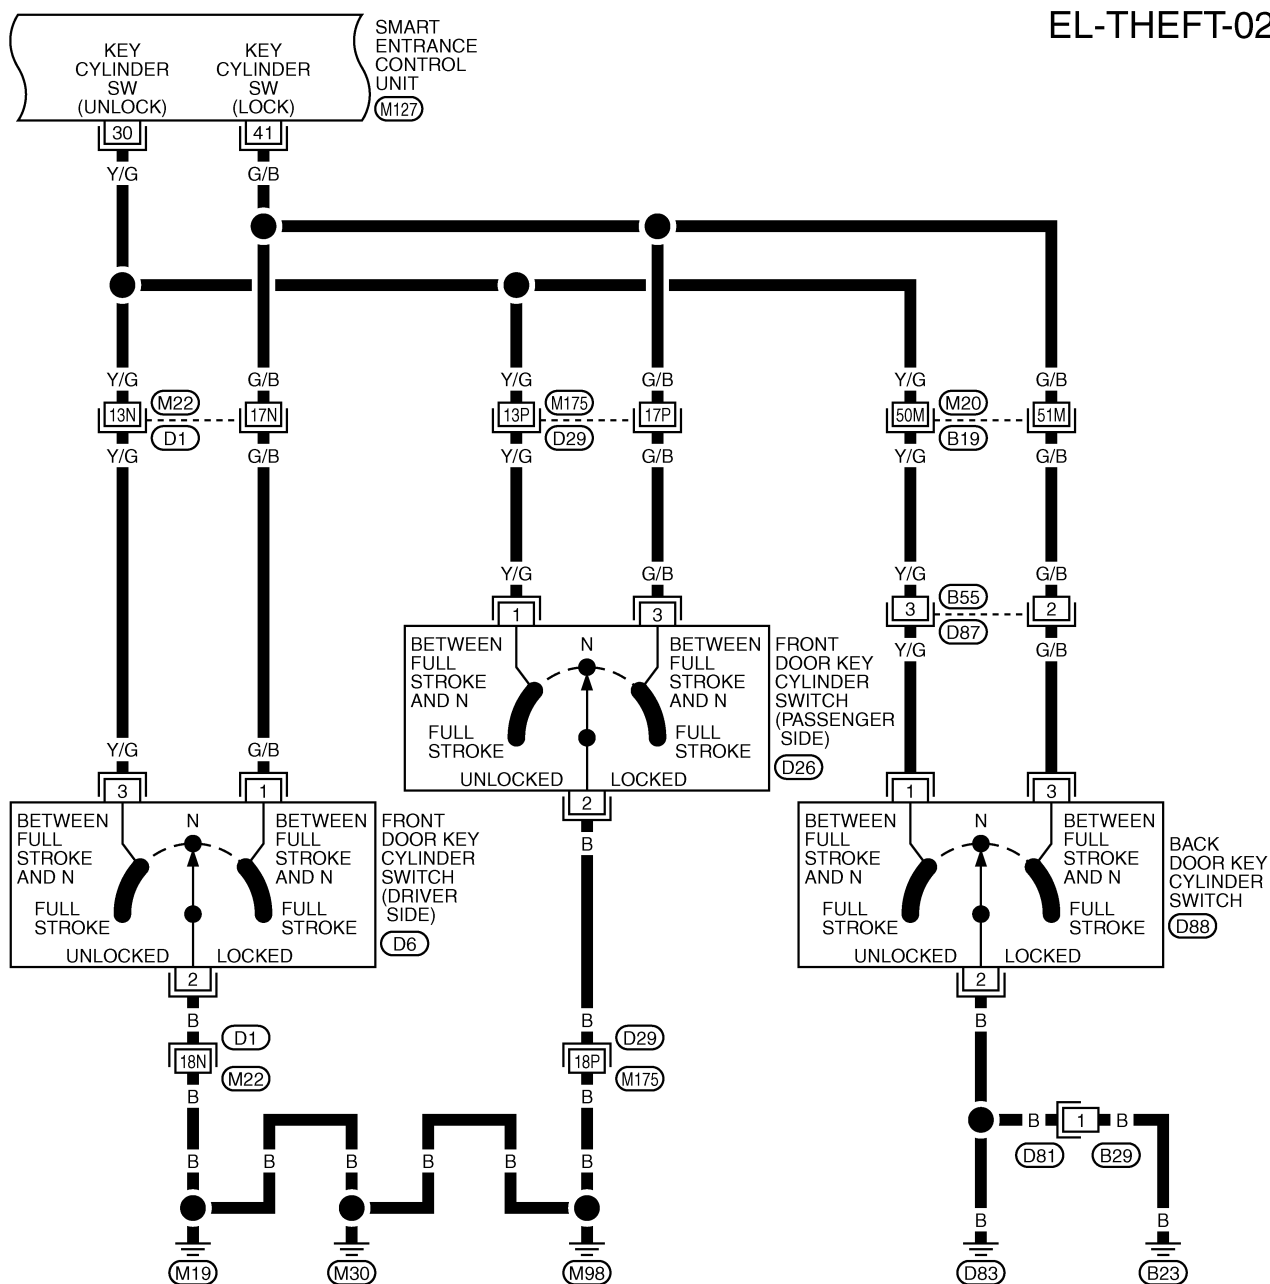 EL-THEFT-02
SMART
ENTRANCE
CONTROL
UNIT
M127
KEY
CYLINDER
SW
(UNLOCK)
KEY
CYLINDER
SW
(LOCK)
30
41
Y/G
G/B
Y/G
G/B
Y/G
G/B
Y/G
G/B
13N
M22
17N
13P
M175
17P
50M
M20
51M
D1
D29
B19
Y/G
G/B
Y/G
G/B
Y/G
G/B
Y/G
G/B
Y/G
G/B
3
B55
2
D87
Y/G
G/B
1
3
BETWEEN
FULL
STROKE
AND N
N
BETWEEN
FULL
STROKE
AND N
FULL
STROKE
FULL
STROKE
UNLOCKED
LOCKED
FRONT
DOOR KEY
CYLINDER
SWITCH
(PASSENGER
SIDE)
D26
2
B
Y/G
G/B
3
1
BETWEEN
FULL
STROKE
AND N
N
BETWEEN
FULL
STROKE
AND N
FULL
STROKE
FULL
STROKE
UNLOCKED
LOCKED
FRONT
DOOR KEY
CYLINDER
SWITCH
(DRIVER
SIDE)
D6
2
1
3
BETWEEN
FULL
STROKE
AND N
N
BETWEEN
FULL
STROKE
AND N
FULL
STROKE
FULL
STROKE
UNLOCKED
LOCKED
BACK
DOOR KEY
CYLINDER
SWITCH
D88
2
B
B
B
D1
D29
18N
18P
M22
M175
B
B
B
1
B
D81
B29
B
B
B
B
B
B
B
B
M19
M30
M98
D83
B23